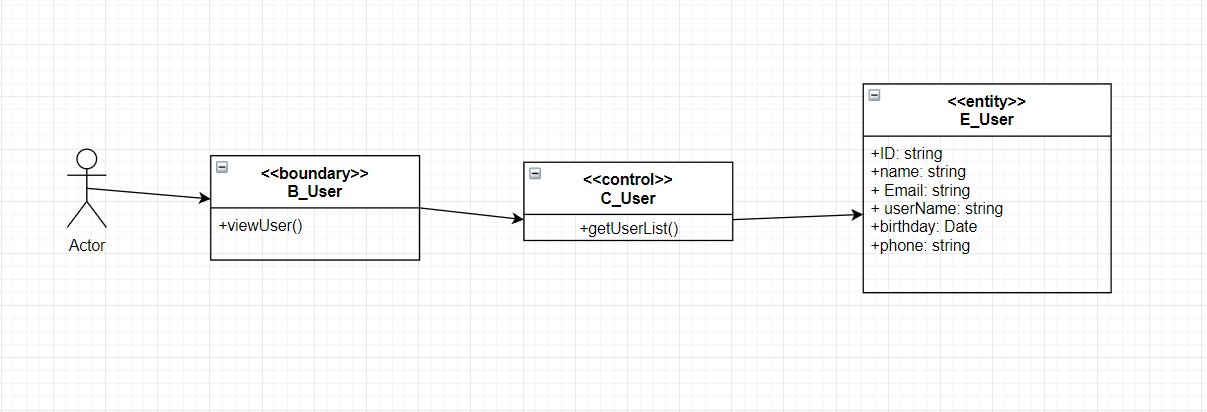 Actor
<<boundary>>
B_User
+viewUser()
<<control>>
C_User
+getUserList()
<<entity>>
E_User
+ID: string
+name: string
+ Email: string
+ userName: string
+birthday: Date
+phone: string